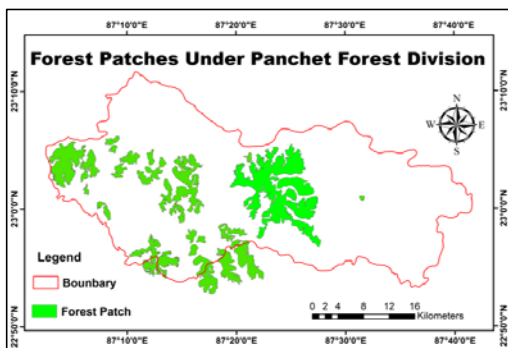 87°10'0"E 87°20'0"E 87°30'0"E 87°40'0"E
Forest Patches Under Panchet Forest Division
23°10'0"N 23°10'0"N
N
W E
S
23°0'0"N 23°0'0"N
Legend
Bounbary
Forest Patch
0 2 4 8 12 16
Kilometers
22°50'0"N 22°50'0"N
87°10'0"E 87°20'0"E 87°30'0"E 87°40'0"E